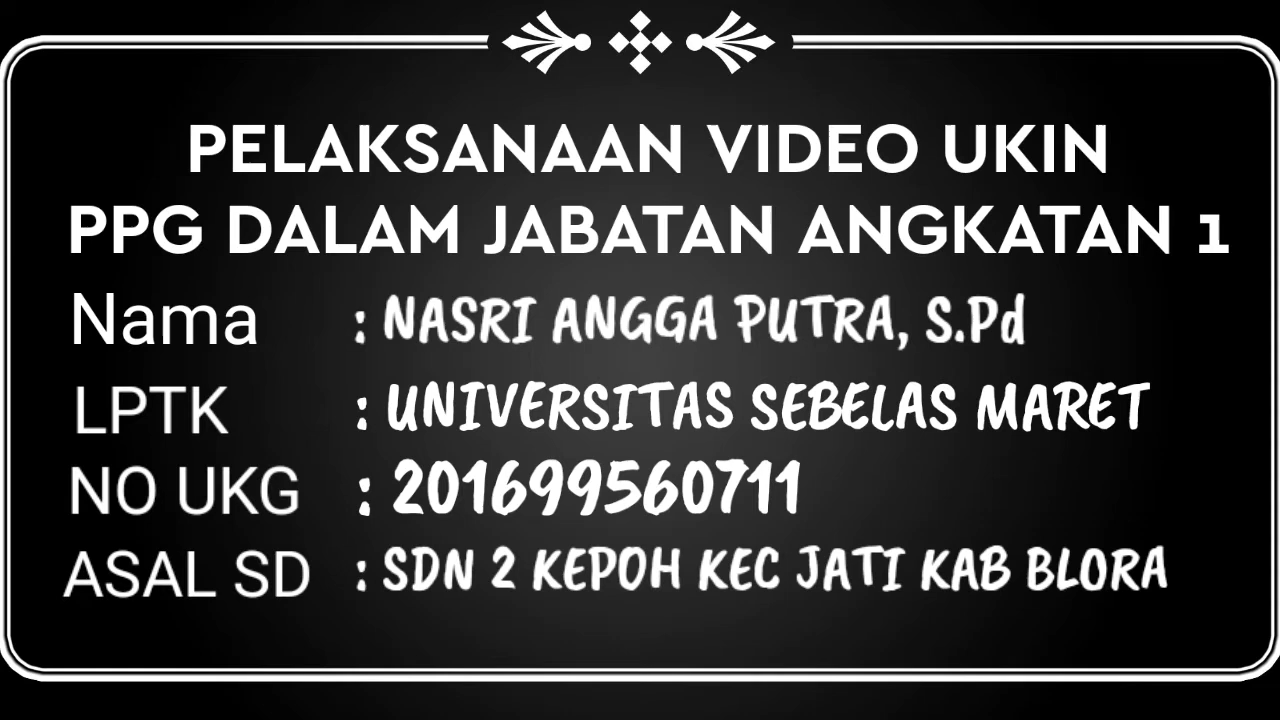 PELAKSANAAN VIDEO UKIN
PPG DALAM JABATAN ANGKATAN 1
Nama : NASRI ANGGA PUTRA, S.Pd
LPTK : UNIVERSITAS SEBELAS MARET
NO UKG : 201699560711
ASAL SD : SDN 2 KEPOH KEC JATI KAB BLORA